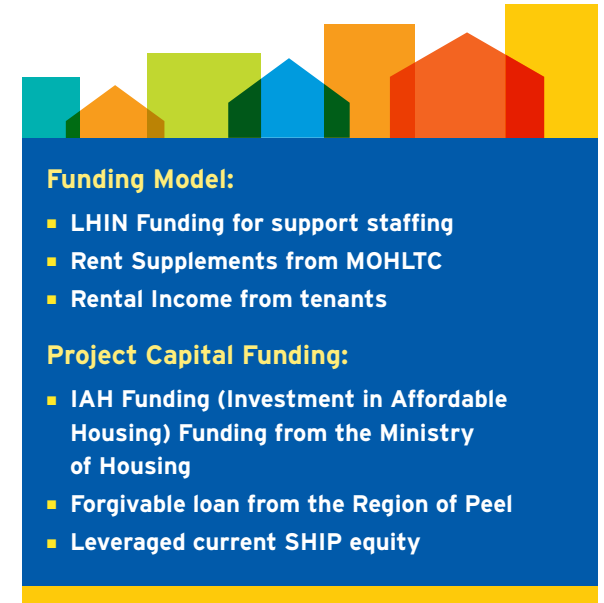 Funding Model:
▪ LHIN Funding for support staffing
▪ Rent Supplements from MOHLTC
▪ Rental Income from tenants
Project Capital Funding:
▪ IAH Funding (Investment in Affordable
Housing) Funding from the Ministry
of Housing
▪ Forgivable loan from the Region of Peel
▪ Leveraged current SHIP equity